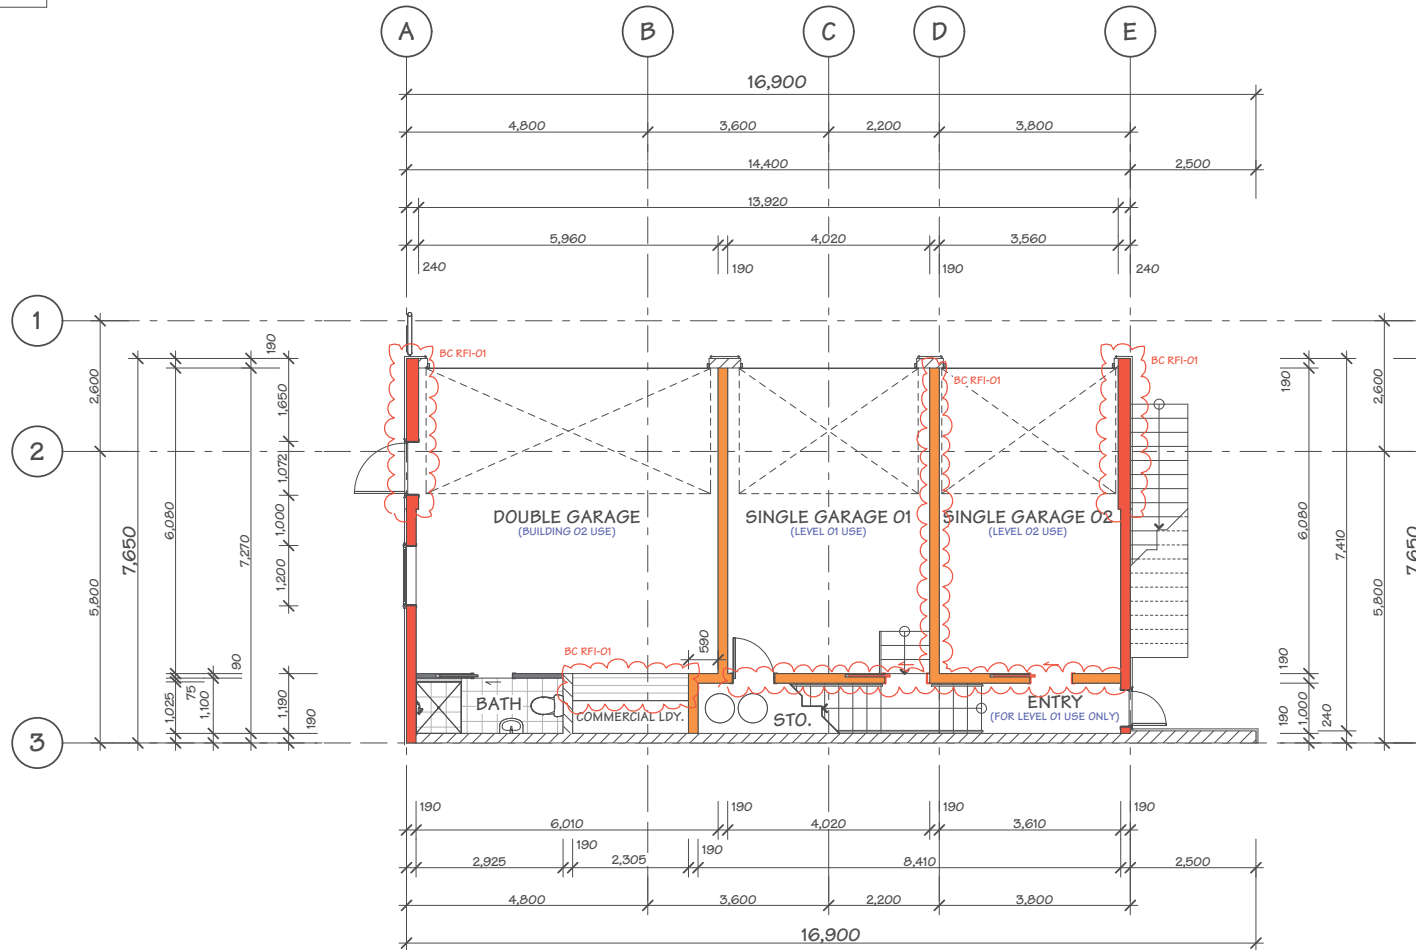 A B C D E
16,900
4,800 3,600 2,200 3,800
14,400 2,500
13,920
5,960 4,020 3,560
240 190 190 240
1
2
3
BC RFI-01
BC RFI-01
BC RFI-01
BC RFI-01
2,600
5,800
7,650
6,080
1,025
75
1,100
90
7,270
190
1,650
1,072
1,000
1,200
1,190
190
DOUBLE GARAGE
(BUILDING 02 USE)
SINGLE GARAGE 01
(LEVEL 01 USE)
SINGLE GARAGE 02
(LEVEL 02 USE)
590
BATH
COMMERCIAL LDY.
STO.
ENTRY
(FOR LEVEL 01 USE ONLY)
190
6,080
190
1,000
190
7,410
240
2,600
5,800
7,650
190 190 190 190
6,010 4,020 3,610
190 190
2,925 2,305 8,410 2,500
4,800 3,600 2,200 3,800
16,900